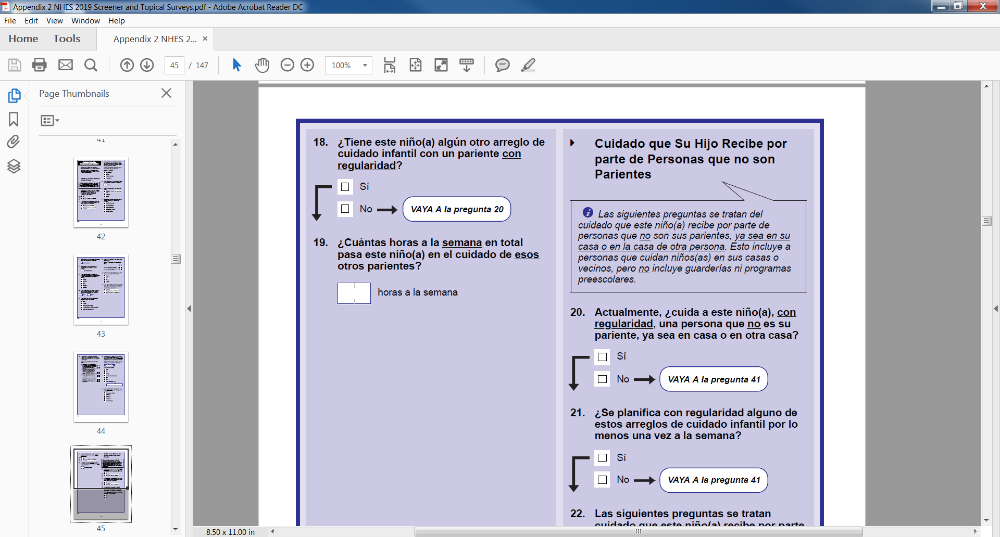 Appendix 2 NHES 2019 Screener and Topical Surveys.pdf - Adobe Acrobat Reader DC
File Edit View Window Help
Home Tools Appendix 2 NHES 2... ×
45 / 147 100%
Page Thumbnails
41
42
43
44
45
18. ¿Tiene este niño(a) algún otro arreglo de
cuidado infantil con un pariente con
regularidad?
Sí
No VAYA A la pregunta 20
19. ¿Cuántas horas a la semana en total
pasa este niño(a) en el cuidado de esos
otros parientes?
horas a la semana
Cuidado que Su Hijo Recibe por
parte de Personas que no son
Parientes
i Las siguientes preguntas se tratan del
cuidado que este niño(a) recibe por parte de
personas que no son sus parientes, ya sea en su
casa o en la casa de otra persona. Esto incluye a
personas que cuidan niños(as) en sus casas o
vecinos, pero no incluye guarderías ni programas
preescolares.
20. Actualmente, ¿cuida a este niño(a), con
regularidad, una persona que no es su
pariente, ya sea en casa o en otra casa?
Sí
No VAYA A la pregunta 41
21. ¿Se planifica con regularidad alguno de
estos arreglos de cuidado infantil por lo
menos una vez a la semana?
Sí
No VAYA A la pregunta 41
22. Las siguientes preguntas se tratan
cuidado que este niño(a) recibe por parte
8.50 x 11.00 in